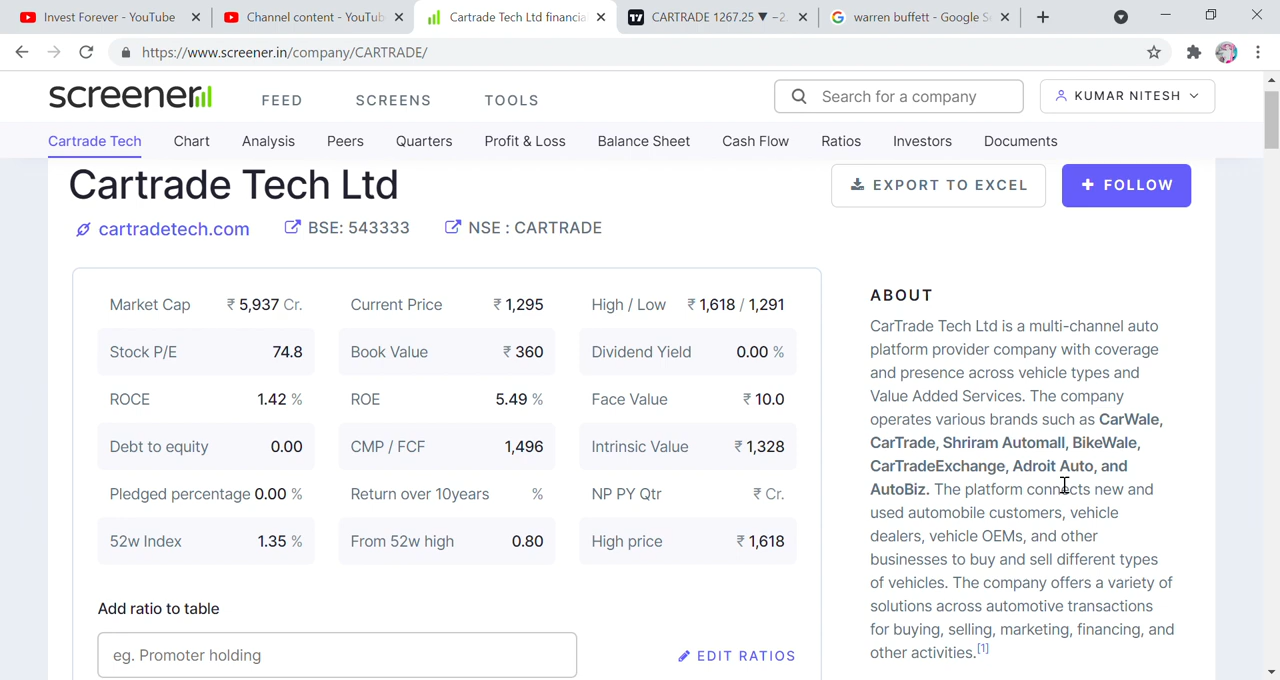 Invest Forever - YouTube
Channel content - YouTub
Cartrade Tech Ltd financia
CARTRADE 1267.25 ▼ −2.
warren buffett - Google Se
https://www.screener.in/company/CARTRADE/
screener
FEED
SCREENS
TOOLS
Search for a company
KUMAR NITESH
Cartrade Tech
Chart
Analysis
Peers
Quarters
Profit & Loss
Balance Sheet
Cash Flow
Ratios
Investors
Documents
Cartrade Tech Ltd
EXPORT TO EXCEL
+ FOLLOW
cartradetech.com
BSE: 543333
NSE : CARTRADE
Market Cap ₹ 5,937 Cr.
Current Price ₹ 1,295
High / Low ₹ 1,618 / 1,291
Stock P/E 74.8
Book Value ₹ 360
Dividend Yield 0.00 %
ROCE 1.42 %
ROE 5.49 %
Face Value ₹ 10.0
Debt to equity 0.00
CMP / FCF 1,496
Intrinsic Value ₹ 1,328
Pledged percentage 0.00 %
Return over 10years %
NP PY Qtr ₹ Cr.
52w Index 1.35 %
From 52w high 0.80
High price ₹ 1,618
Add ratio to table
eg. Promoter holding
EDIT RATIOS
ABOUT
CarTrade Tech Ltd is a multi-channel auto
platform provider company with coverage
and presence across vehicle types and
Value Added Services. The company
operates various brands such as CarWale,
CarTrade, Shriram Automall, BikeWale,
CarTradeExchange, Adroit Auto, and
AutoBiz. The platform connects new and
used automobile customers, vehicle
dealers, vehicle OEMs, and other
businesses to buy and sell different types
of vehicles. The company offers a variety of
solutions across automotive transactions
for buying, selling, marketing, financing, and
other activities.[1]